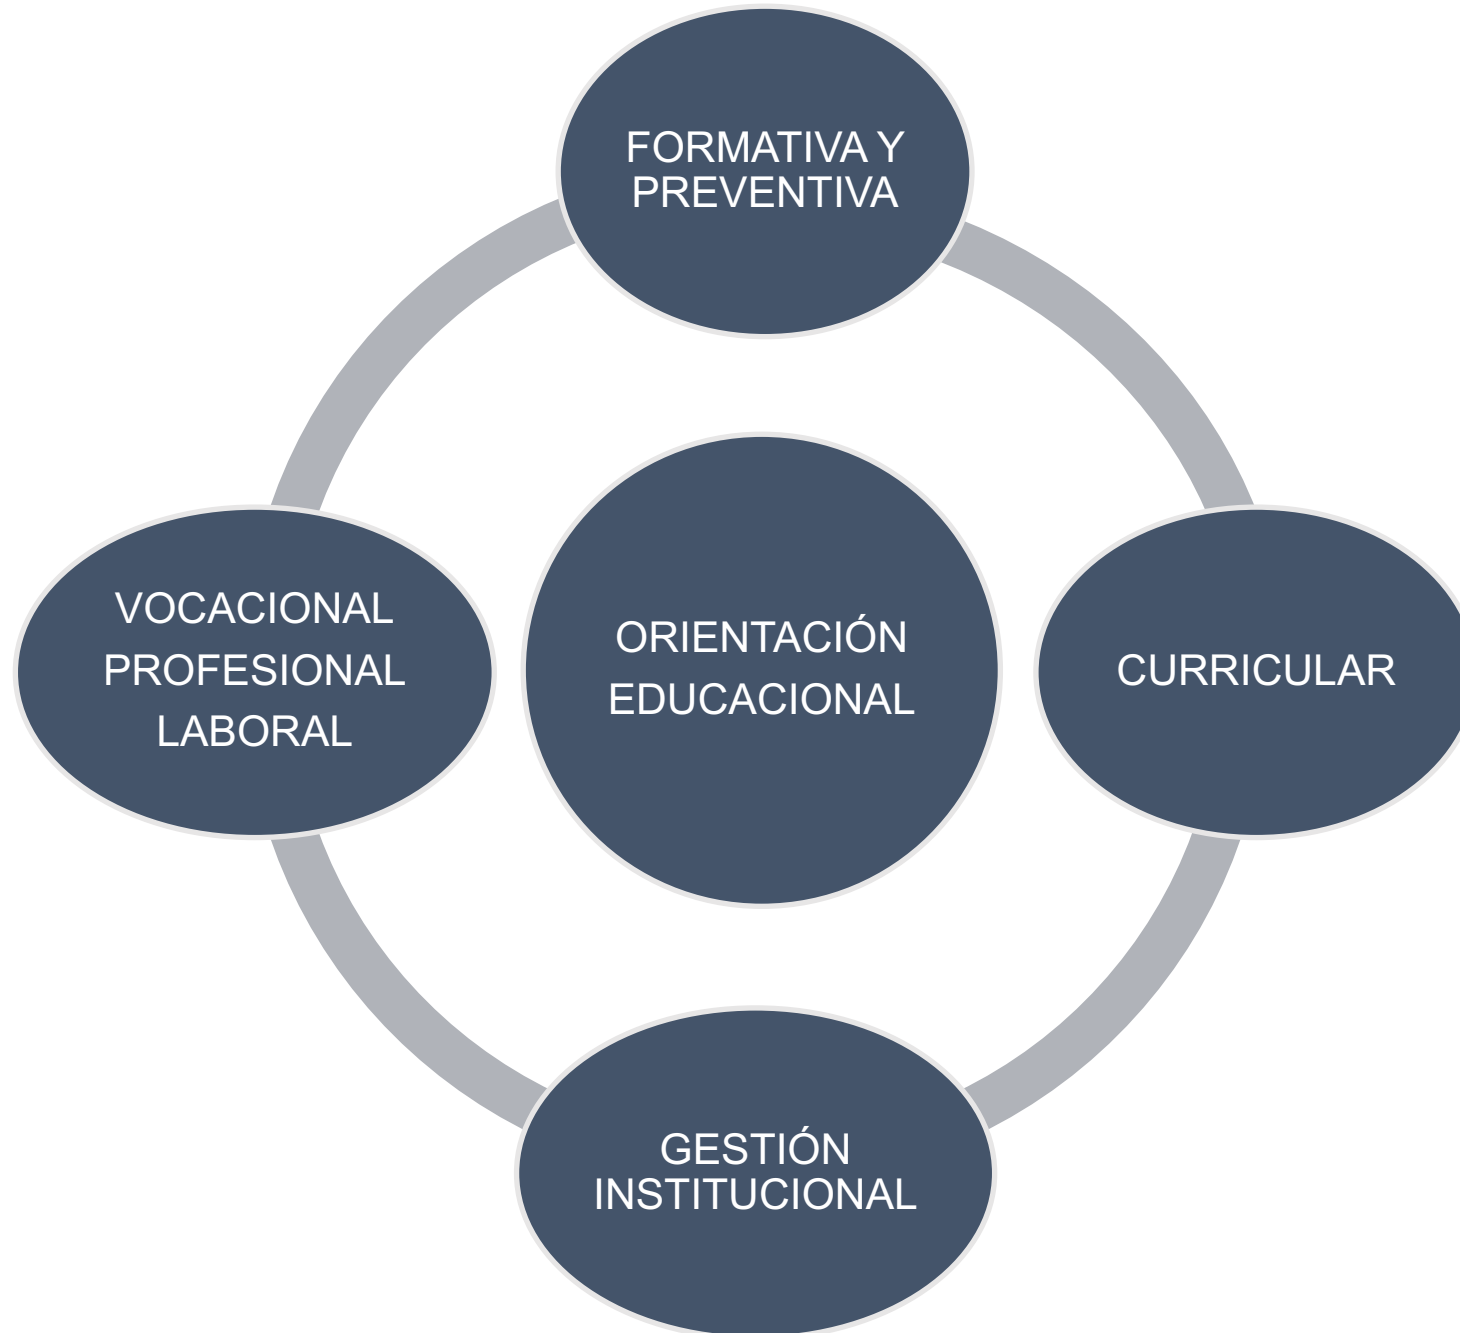 FORMATIVA Y
PREVENTIVA
VOCACIONAL
PROFESIONAL
LABORAL
ORIENTACIÓN
EDUCACIONAL
CURRICULAR
GESTIÓN
INSTITUCIONAL